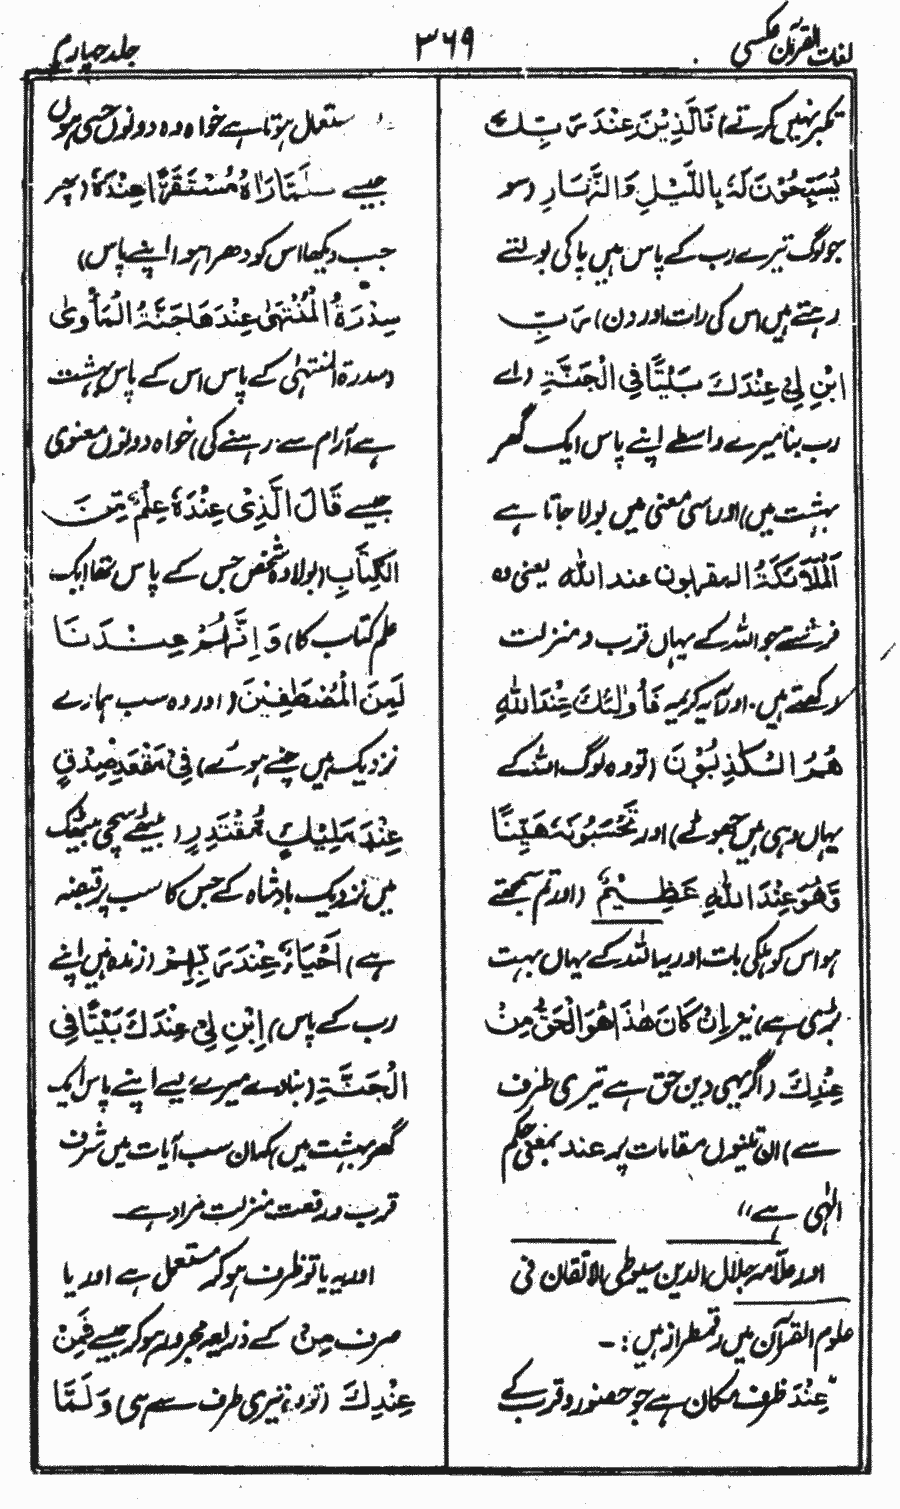 لغات القرآن عکسی
۳۶۹
جلد چہارم
تکبر نہیں کرتے) فَالَّذِیْنَ عِنْدَ رَبِّكَ
یُسَبِّحُوْنَ لَهٗ بِالَّلیْلِ وَالنَّهَارِ (سو
جو لوگ تیرے رب کے پاس ہیں پاکی بولتے
رہتے ہیں اس کی رات اور دن) رَبِّ
ابْنِ لِیْ عِنْدَكَ بَیْتًا فِی الْجَنَّةِ (اے
رب بنا میرے واسطے اپنے پاس ایک گھر
بہشت میں) اور اسی معنی میں بولا جاتا ہے
اَلْمَلَآئکَةُ المقربون عند اللہ یعنی وہ
فرشتے جو اللہ کے یہاں قرب و منزلت
رکھتے ہیں۔ اور آیہ کریمہ فَاُولٰئِكَ عِنْدَ اللّٰهِ
هُمُ الْكٰذِبُوْنَ (تو وہ لوگ اللہ کے
یہاں وہی ہیں جھوٹے) اور تَحْسَبُوْنَهٗ هَیِّنًا
وَّهُوَ عِنْدَ اللّٰهِ عَظِیْمٌ (اور تم سمجھتے
ہو اس کو ہلکی بات اور یہ اللہ کے یہاں بہت
بڑی ہے) نیز اِنْ كَانَ هٰذَا هُوَ الْحَقَّ مِنْ
عِنْدِكَ (اگر یہی دین حق ہے تیری طرف
سے) ان تینوں مقامات پر عند بمعنی حکم
الٰہی ہے"
اور علّامہ جلال الدین سیوطی الاتقان فی
علوم القرآن میں رقمطراز ہیں:۔
"عِنْدَ ظرف مکان ہے جو حضور و قرب کے
ستعمل ہوتا ہے خواہ وہ دونوں حسی ہوں
جیسے فَلَمَّا رَاٰهُ مُسْتَقِرًّا عِنْدَهٗ (پھر
جب دیکھا اس کو دھرا ہوا اپنے پاس)
سِدْرَةُ الْمُنْتَهٰی عِنْدَهَا جَنَّةُ الْمَاْوٰی
(سدرۃ المنتہیٰ کے پاس اس کے پاس بہشت
ہے آرام سے رہنے کی) خواہ دونوں معنوی
جیسے قَالَ الَّذِیْ عِنْدَهٗ عِلْمٌ مِّنَ
الْكِتٰبِ (بولا وہ شخص جس کے پاس تھا ایک
علم کتاب کا) وَاِنَّهُمْ عِنْدَنَا
لَمِنَ الْمُصْطَفَیْنَ (اور وہ سب ہمارے
نزدیک ہیں چنے ہوئے) فِیْ مَقْعَدِ صِدْقٍ
عِنْدَ مَلِیْكٍ مُّقْتَدِرٍ (بیٹھے سچی بیٹھک
میں نزدیک بادشاہ کے جس کا سب پر قبضہ
ہے) اَحْیَاءٌ عِنْدَ رَبِّهِمْ (زندہ ہیں اپنے
رب کے پاس) اِبْنِ لِیْ عِنْدَكَ بَیْتًا فِی
الْجَنَّةِ (بنادے میرے لیے اپنے پاس ایک
گھر بہشت میں) کہ ان سب آیات میں شرف
قرب و رفعت منزلت مراد ہے۔
اور یہ یا تو ظرف ہو کر مستعمل ہے اور یا
صرف مِنْ کے ذریعہ مجرور ہو کر جیسے فَمِنْ
عِنْدِكَ (تو وہ تیری طرف سے ہی) وَلَمَّا